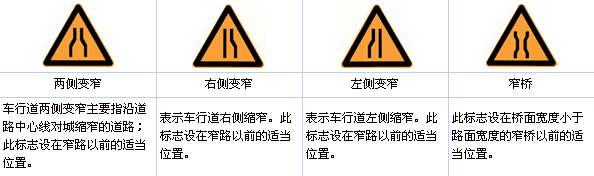 两侧变窄
右侧变窄
左侧变窄
窄桥
车行道两侧变窄主要指沿道
路中心线对城缩窄的道路；
此标志设在窄路以前的适当
位置。
表示车行道右侧缩窄。此
标志设在窄路以前的适当
位置。
表示车行道左侧缩窄。此
标志设在窄路以前的适当
位置。
此标志设在桥面宽度小于
路面宽度的窄桥以前的适
当位置。